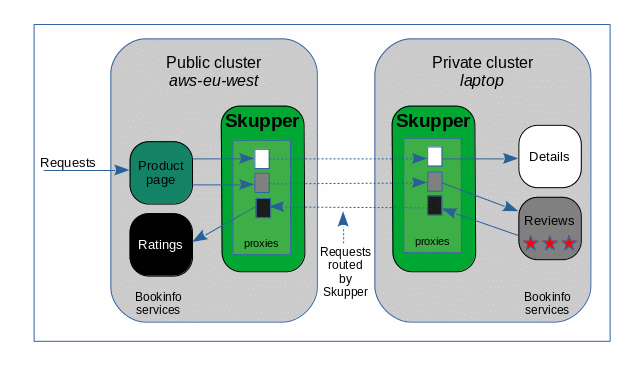 Public cluster
aws-eu-west
Private cluster
laptop
Skupper
Skupper
Requests
Product
page
Details
Ratings
Reviews
proxies
proxies
Requests
routed
by
Skupper
Bookinfo
services
Bookinfo
services